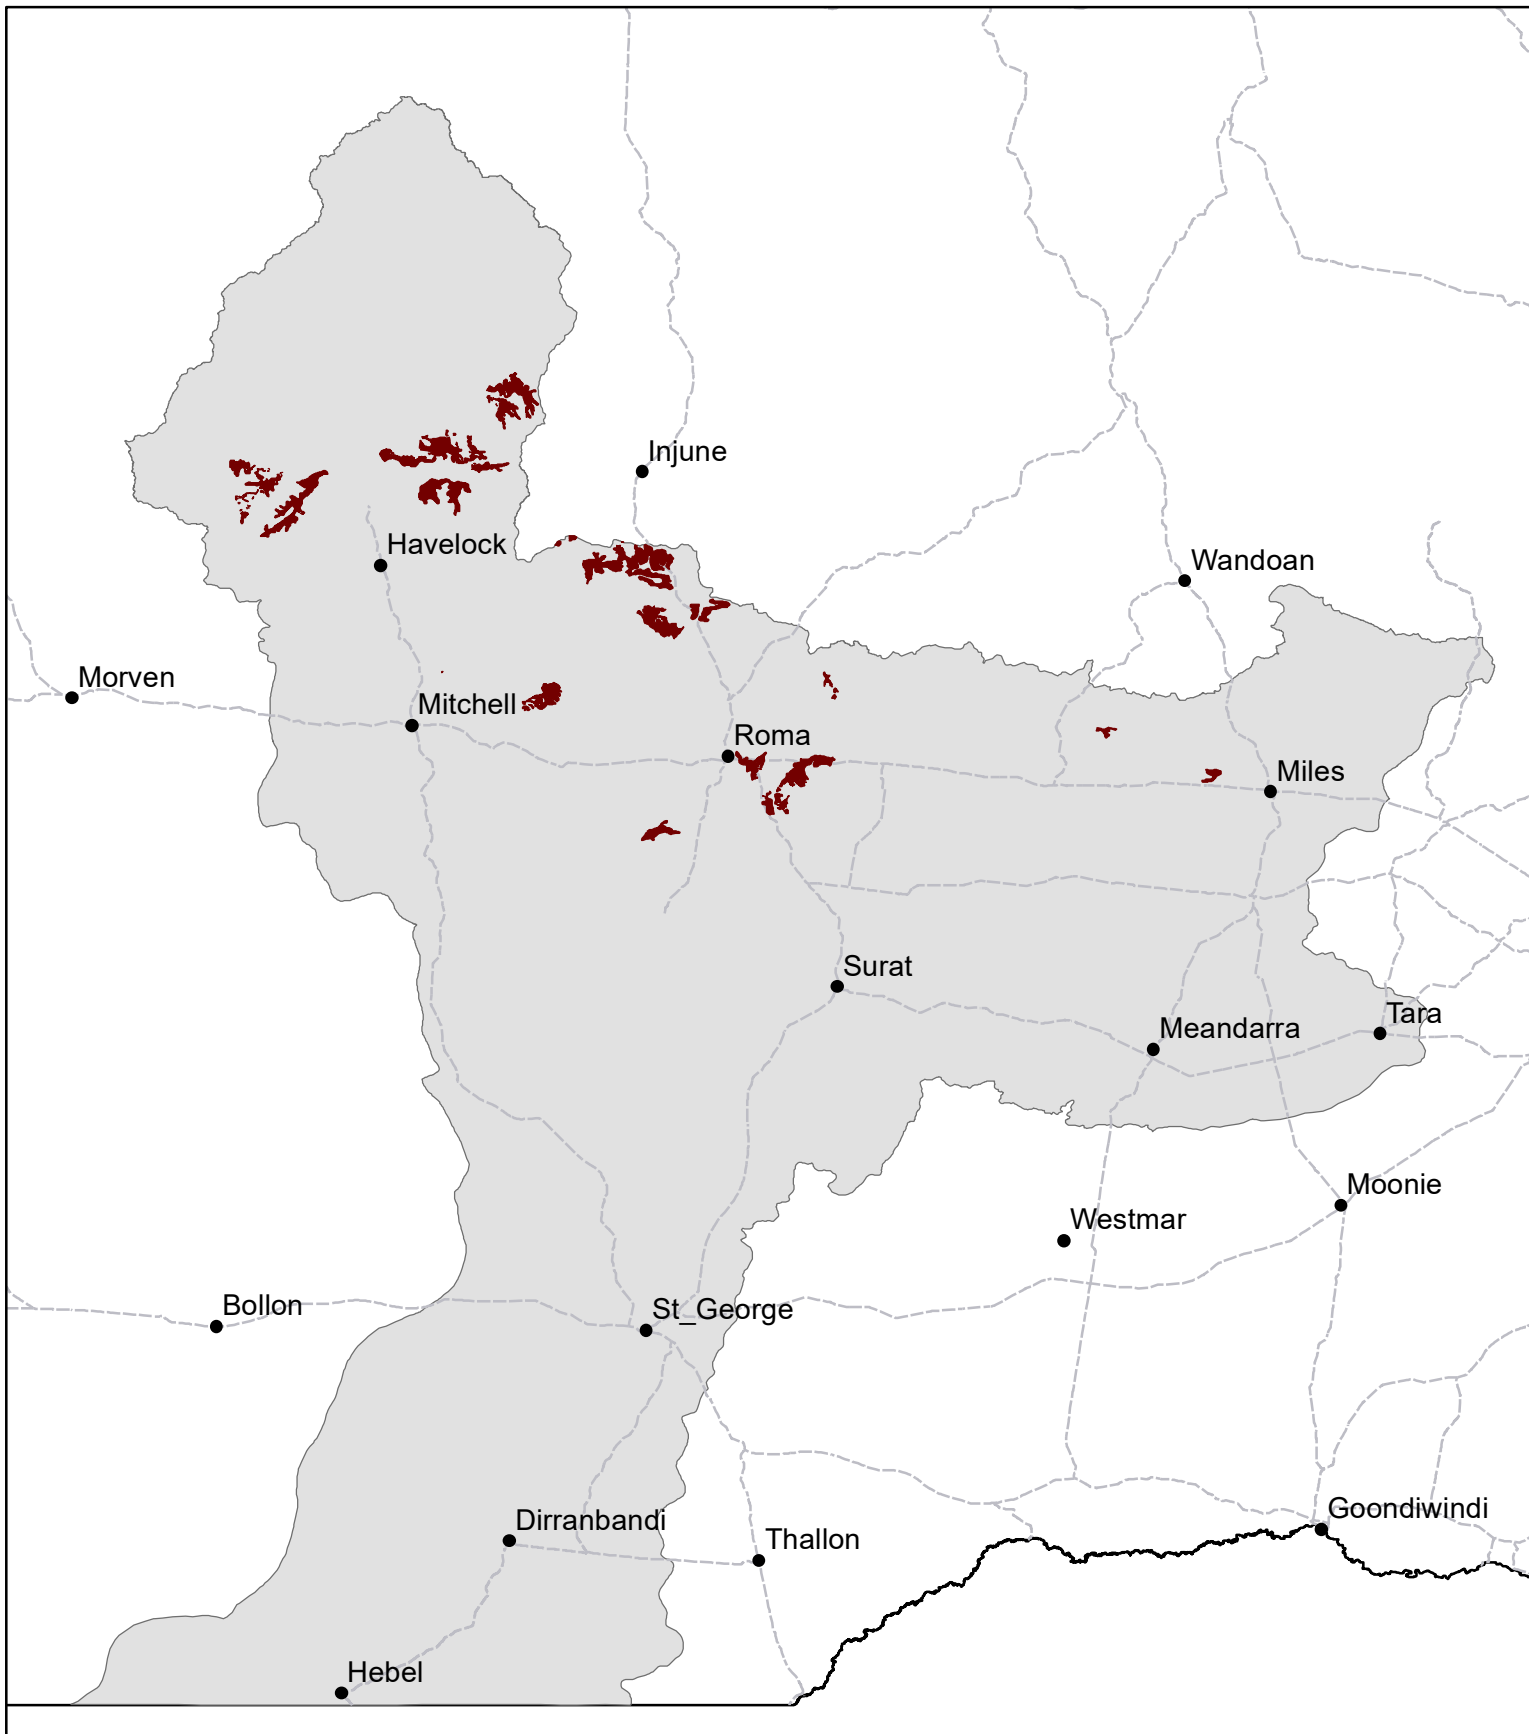 Injune
Havelock
Wandoan
Morven
Mitchell
Roma
Miles
Surat
Tara
Meandarra
Moonie
Westmar
Bollon
St_George
Goondiwindi
Dirranbandi
Thallon
Hebel